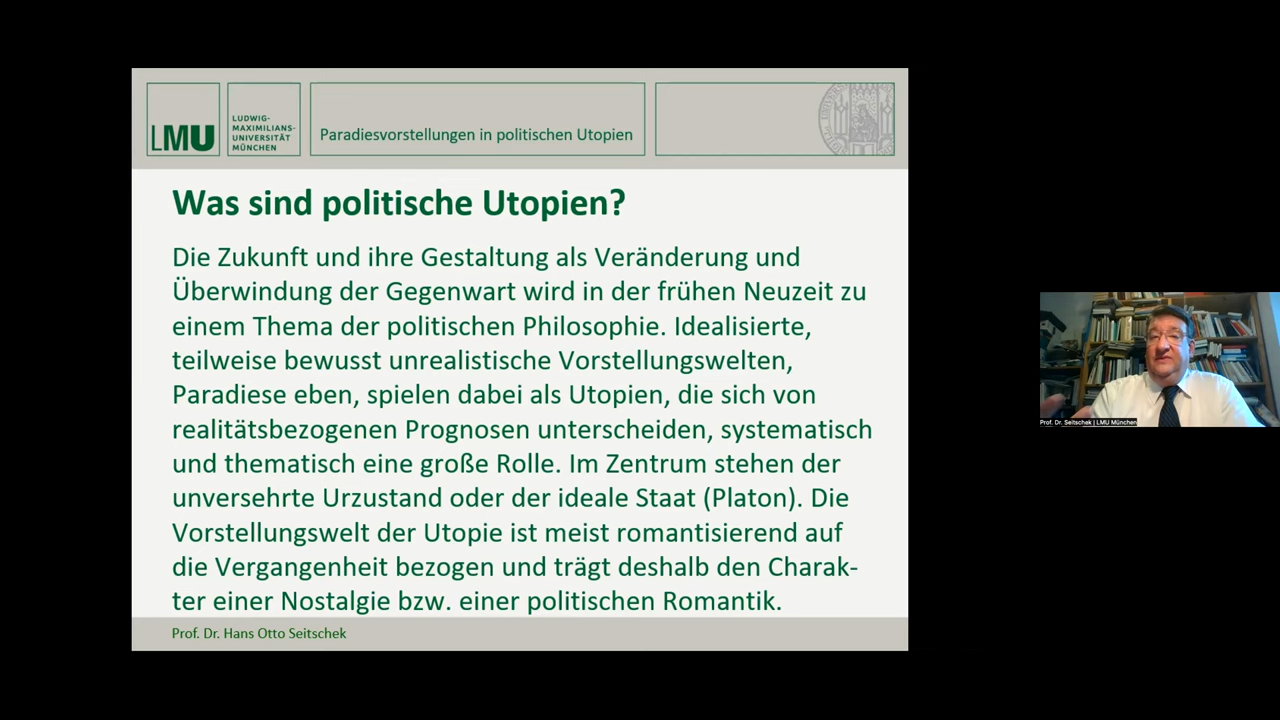 LMU
LUDWIG-
MAXIMILIANS-
UNIVERSITÄT
MÜNCHEN
Paradiesvorstellungen in politischen Utopien
Was sind politische Utopien?
Die Zukunft und ihre Gestaltung als Veränderung und
Überwindung der Gegenwart wird in der frühen Neuzeit zu
einem Thema der politischen Philosophie. Idealisierte,
teilweise bewusst unrealistische Vorstellungswelten,
Paradiese eben, spielen dabei als Utopien, die sich von
realitätsbezogenen Prognosen unterscheiden, systematisch
und thematisch eine große Rolle. Im Zentrum stehen der
unversehrte Urzustand oder der ideale Staat (Platon). Die
Vorstellungswelt der Utopie ist meist romantisierend auf
die Vergangenheit bezogen und trägt deshalb den Charak-
ter einer Nostalgie bzw. einer politischen Romantik.
Prof. Dr. Hans Otto Seitschek
Prof. Dr. Seitschek | LMU München